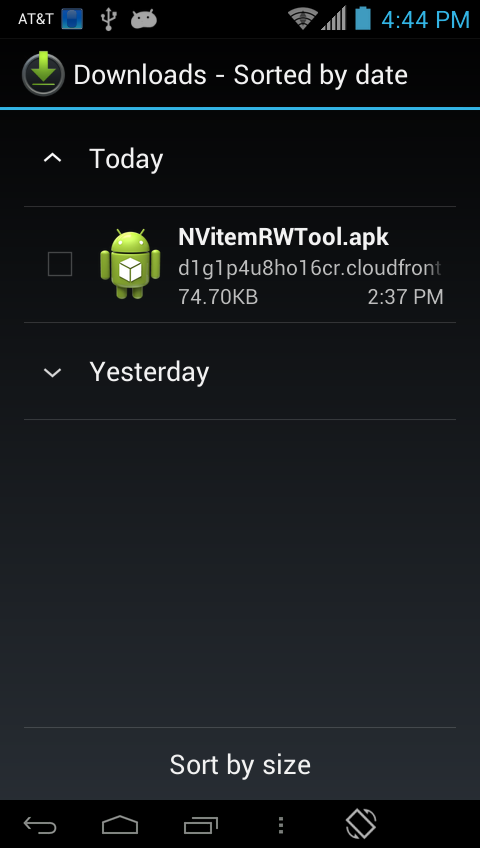 AT&T 4:44 PM
Downloads - Sorted by date
Today
NVitemRWTool.apk
d1g1p4u8ho16cr.cloudfront
74.70KB 2:37 PM
Yesterday
Sort by size